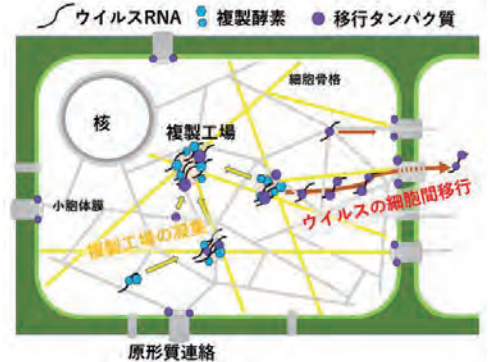 ウイルスRNA 複製酵素 移行タンパク質
細胞骨格
核
複製工場
小胞体膜
ウイルスの細胞間移行
複製工場の凝集
原形質連絡